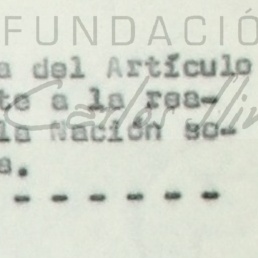 FUNDACIÓ
a del Artículo
te a la rea-
la Nación so-
a.
- - - - - -